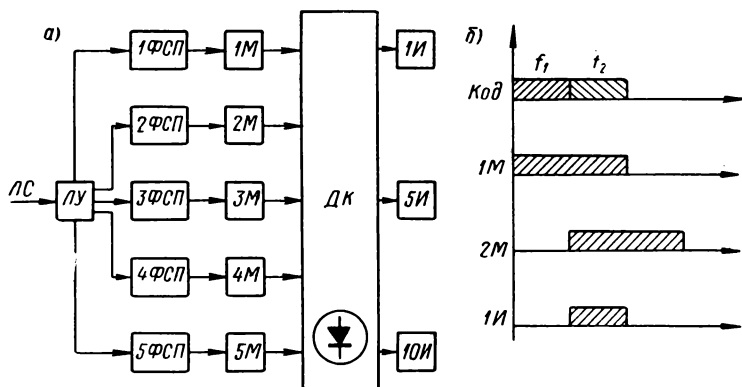 а)
1ФСП
1М
1И
2ФСП
2М
ЛС
ЛУ
3ФСП
3М
ДК
5И
4ФСП
4М
5ФСП
5М
10И
б)
f₁ t₂
Код
1М
2М
1И